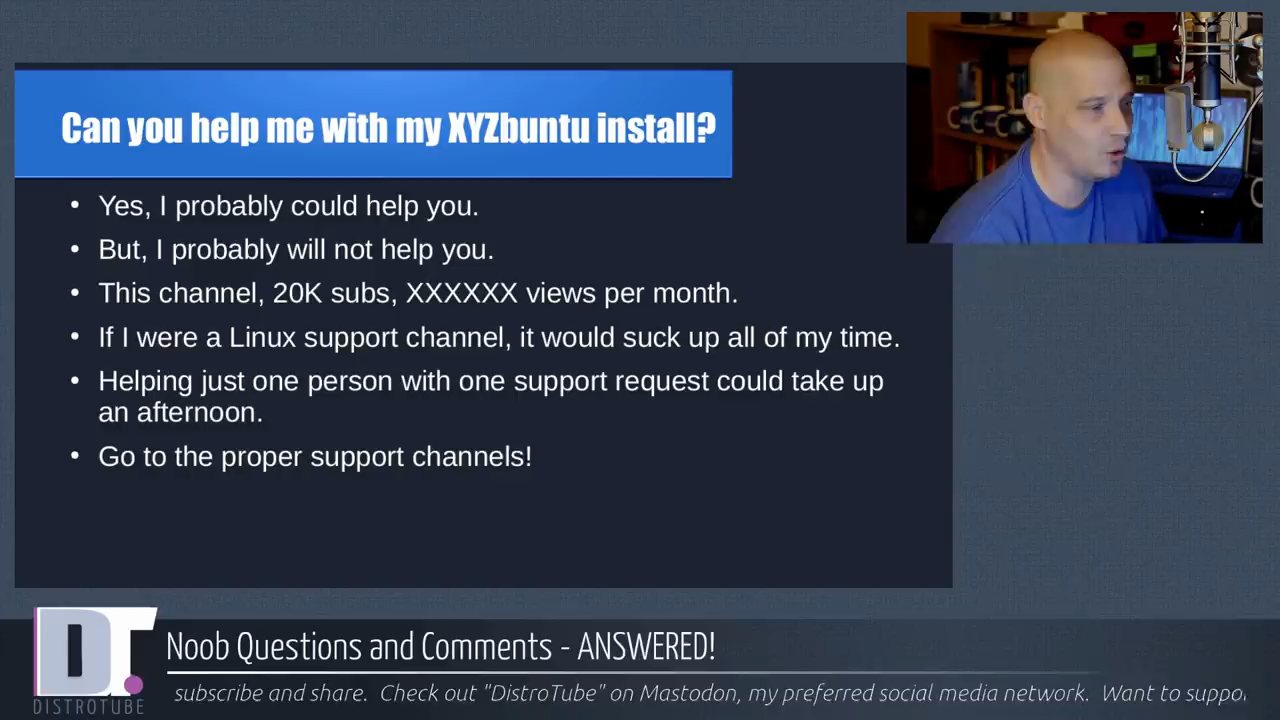 Can you help me with my XYZbuntu install?
• Yes, I probably could help you.
• But, I probably will not help you.
• This channel, 20K subs, XXXXXX views per month.
• If I were a Linux support channel, it would suck up all of my time.
• Helping just one person with one support request could take up
an afternoon.
• Go to the proper support channels!
DT.
DISTROTUBE
Noob Questions and Comments - ANSWERED!
subscribe and share. Check out "DistroTube" on Mastodon, my preferred social media network. Want to suppo